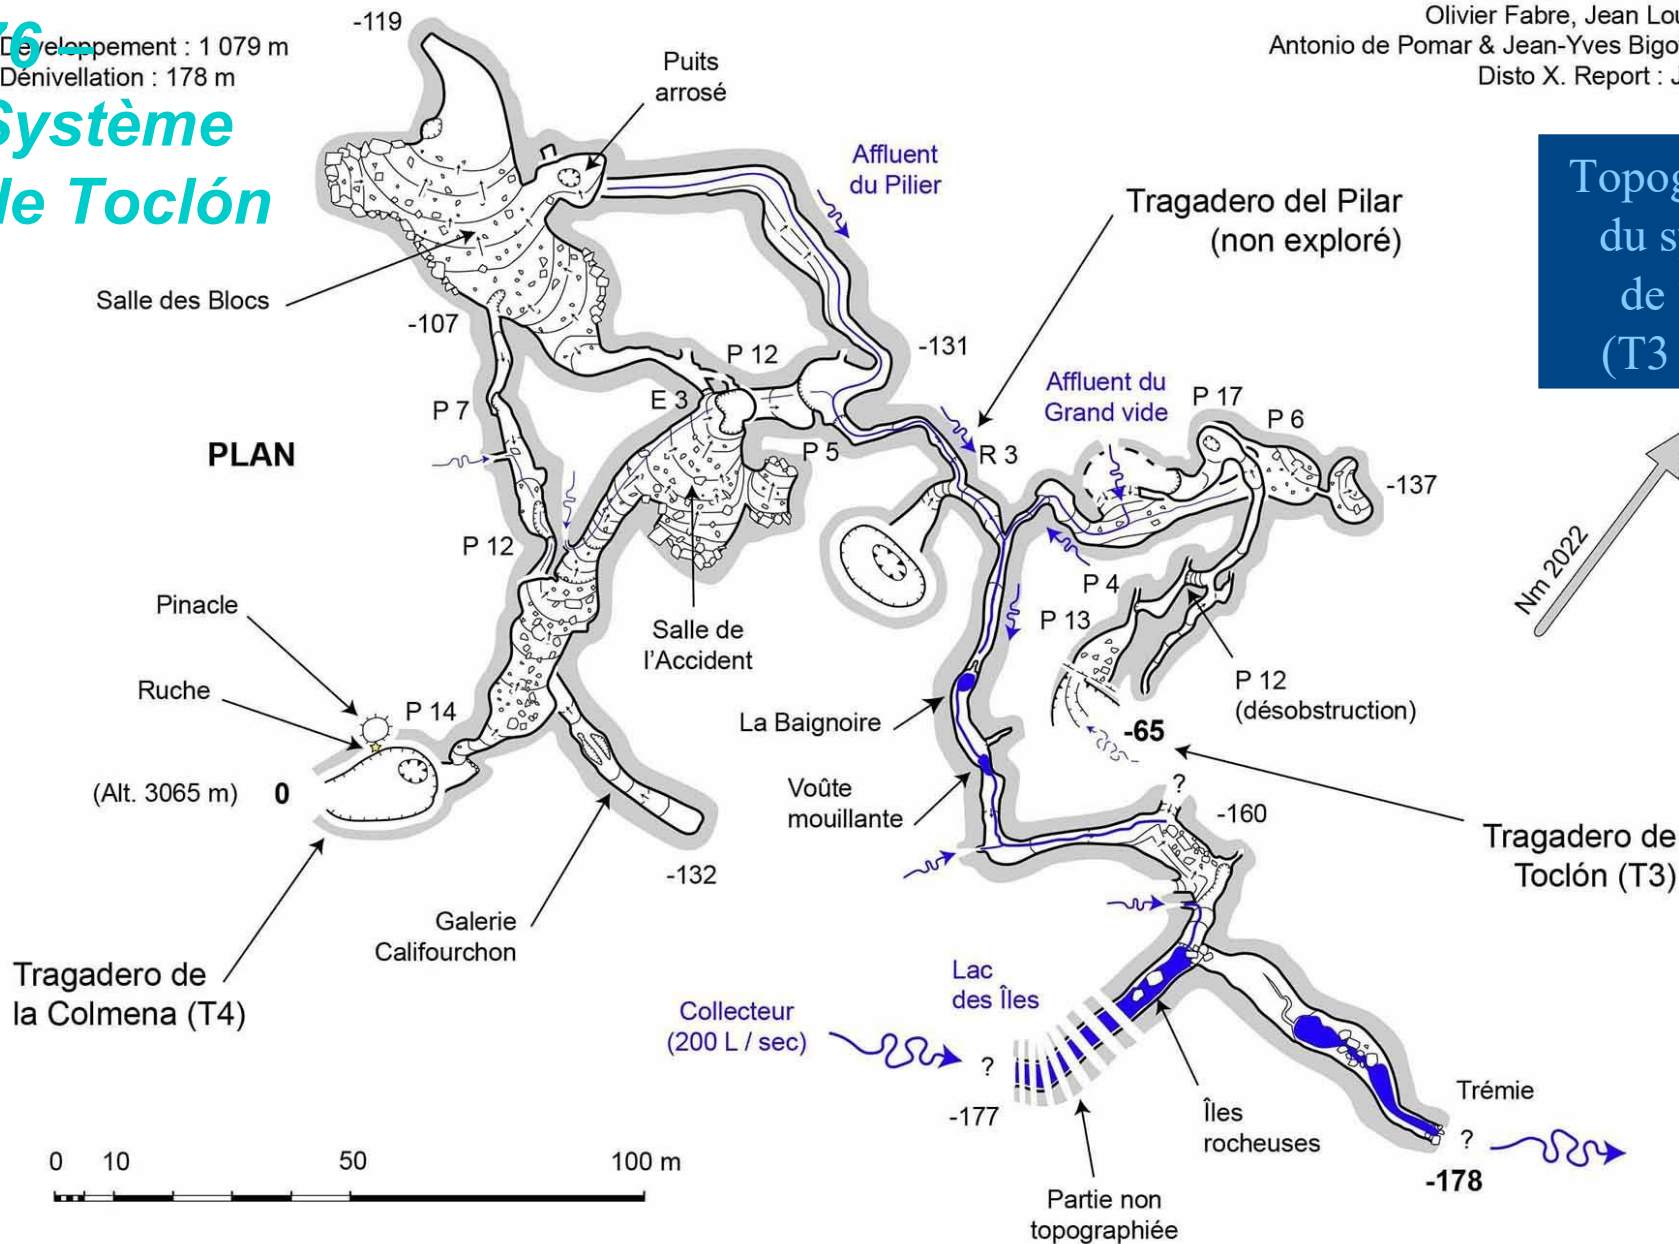 76 –
Système
de Toclón
Développement : 1 079 m
Dénivellation : 178 m
Olivier Fabre, Jean
Antonio de Pomar & Jean-Yves
Disto X. Report :
du
de
(T3
-119
Puits
arrosé
Affluent
du Pilier
Tragadero del Pilar
(non exploré)
Salle des Blocs
-107
P 12
-131
P 7
E 3
P 5
PLAN
Affluent du
Grand vide
P 17
P 6
R 3
-137
P 12
P 4
P 13
Nm 2022
Pinacle
Salle de
l'Accident
Ruche
P 14
P 12
(désobstruction)
La Baignoire
-65
(Alt. 3065 m) 0
Voûte
mouillante
?
-160
-132
Tragadero de
Toclón (T3)
Galerie
Califourchon
Tragadero de
la Colmena (T4)
Lac
des Îles
Collecteur
(200 L / sec)
?
-177
Îles
rocheuses
Trémie
?
-178
Partie non
topographiée
0 10 50 100 m